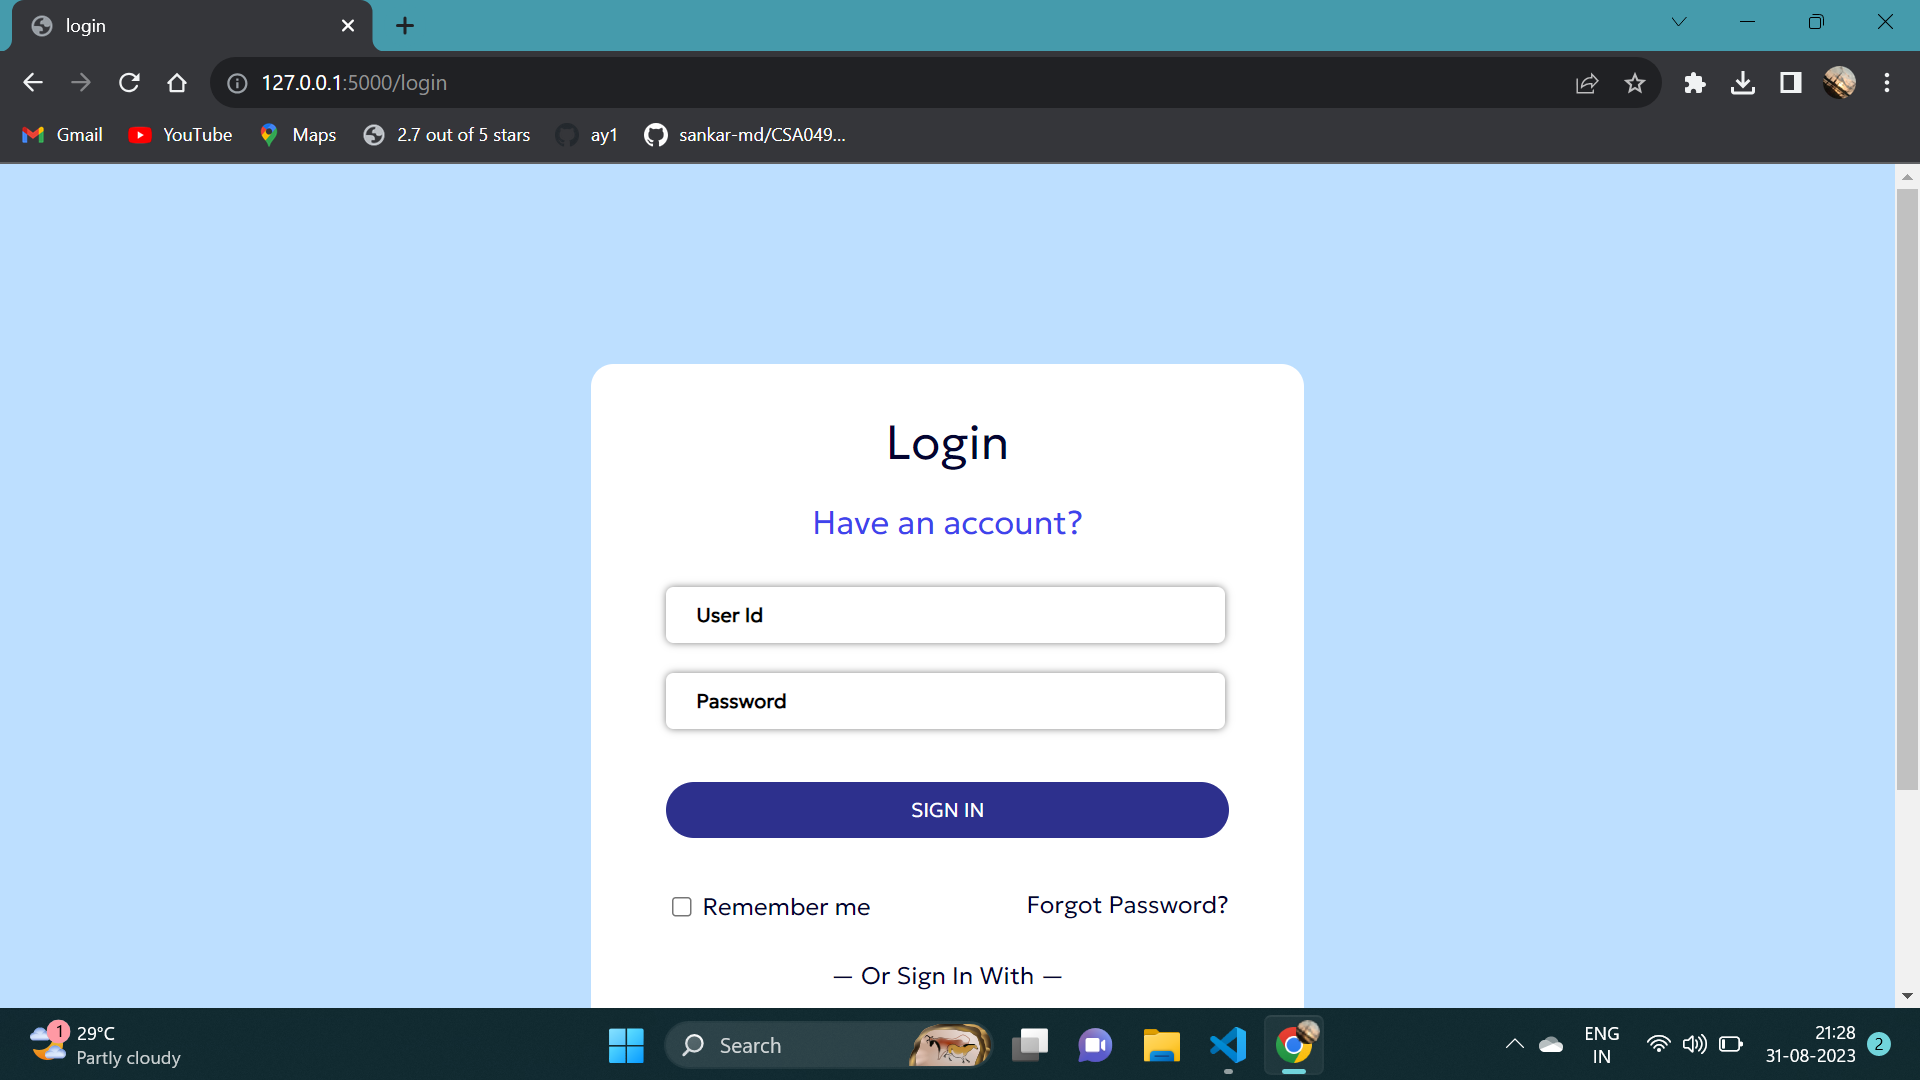 login
127.0.0.1:5000/login
Gmail YouTube Maps 2.7 out of 5 stars ay1 sankar-md/CSA049...
Login
Have an account?
User Id
Password
SIGN IN
Remember me Forgot Password?
— Or Sign In With —
1 29°C
Partly cloudy
Search
ENG
IN
21:28
31-08-2023
2